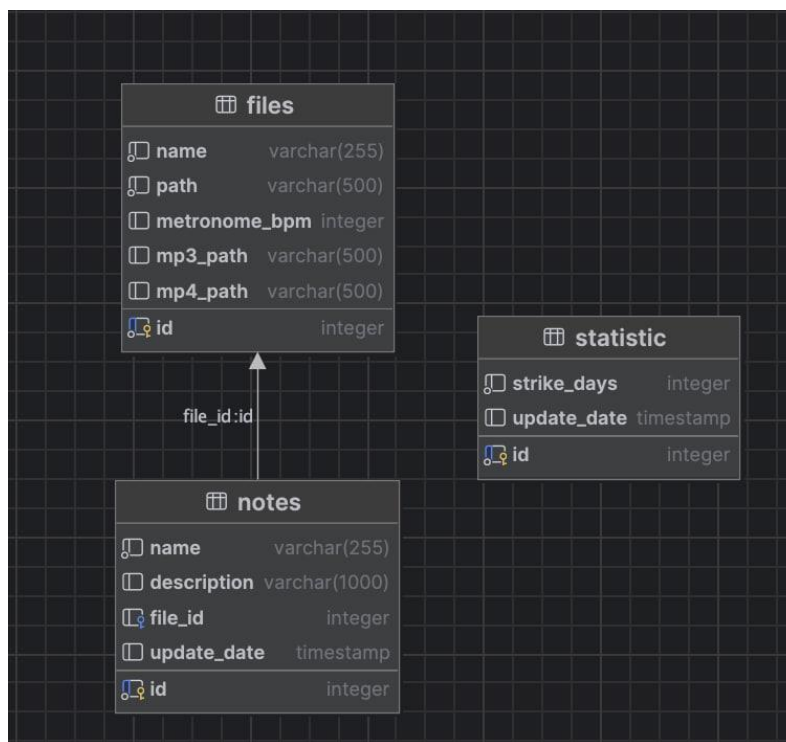 files
name varchar(255)
path varchar(500)
metronome_bpm integer
mp3_path varchar(500)
mp4_path varchar(500)
id integer
file_id:id
statistic
strike_days integer
update_date timestamp
id integer
notes
name varchar(255)
description varchar(1000)
file_id integer
update_date timestamp
id integer